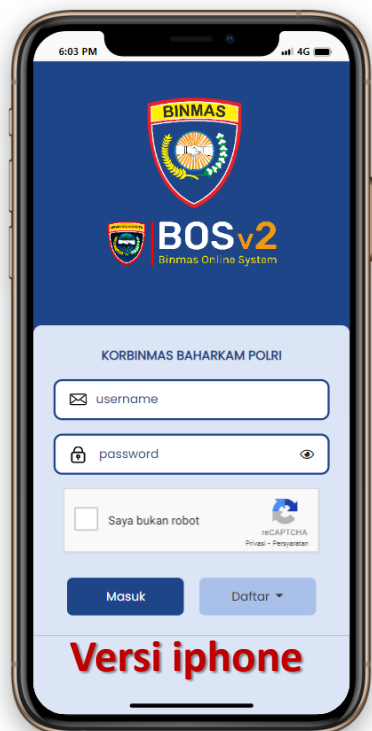 6:03 PM 4G
BINMAS
BOSv2
Binmas Online System
KORBINMAS BAHARKAM POLRI
username
password
Saya bukan robot
reCAPTCHA
Privasi - Persyaratan
Masuk Daftar
Versi iphone